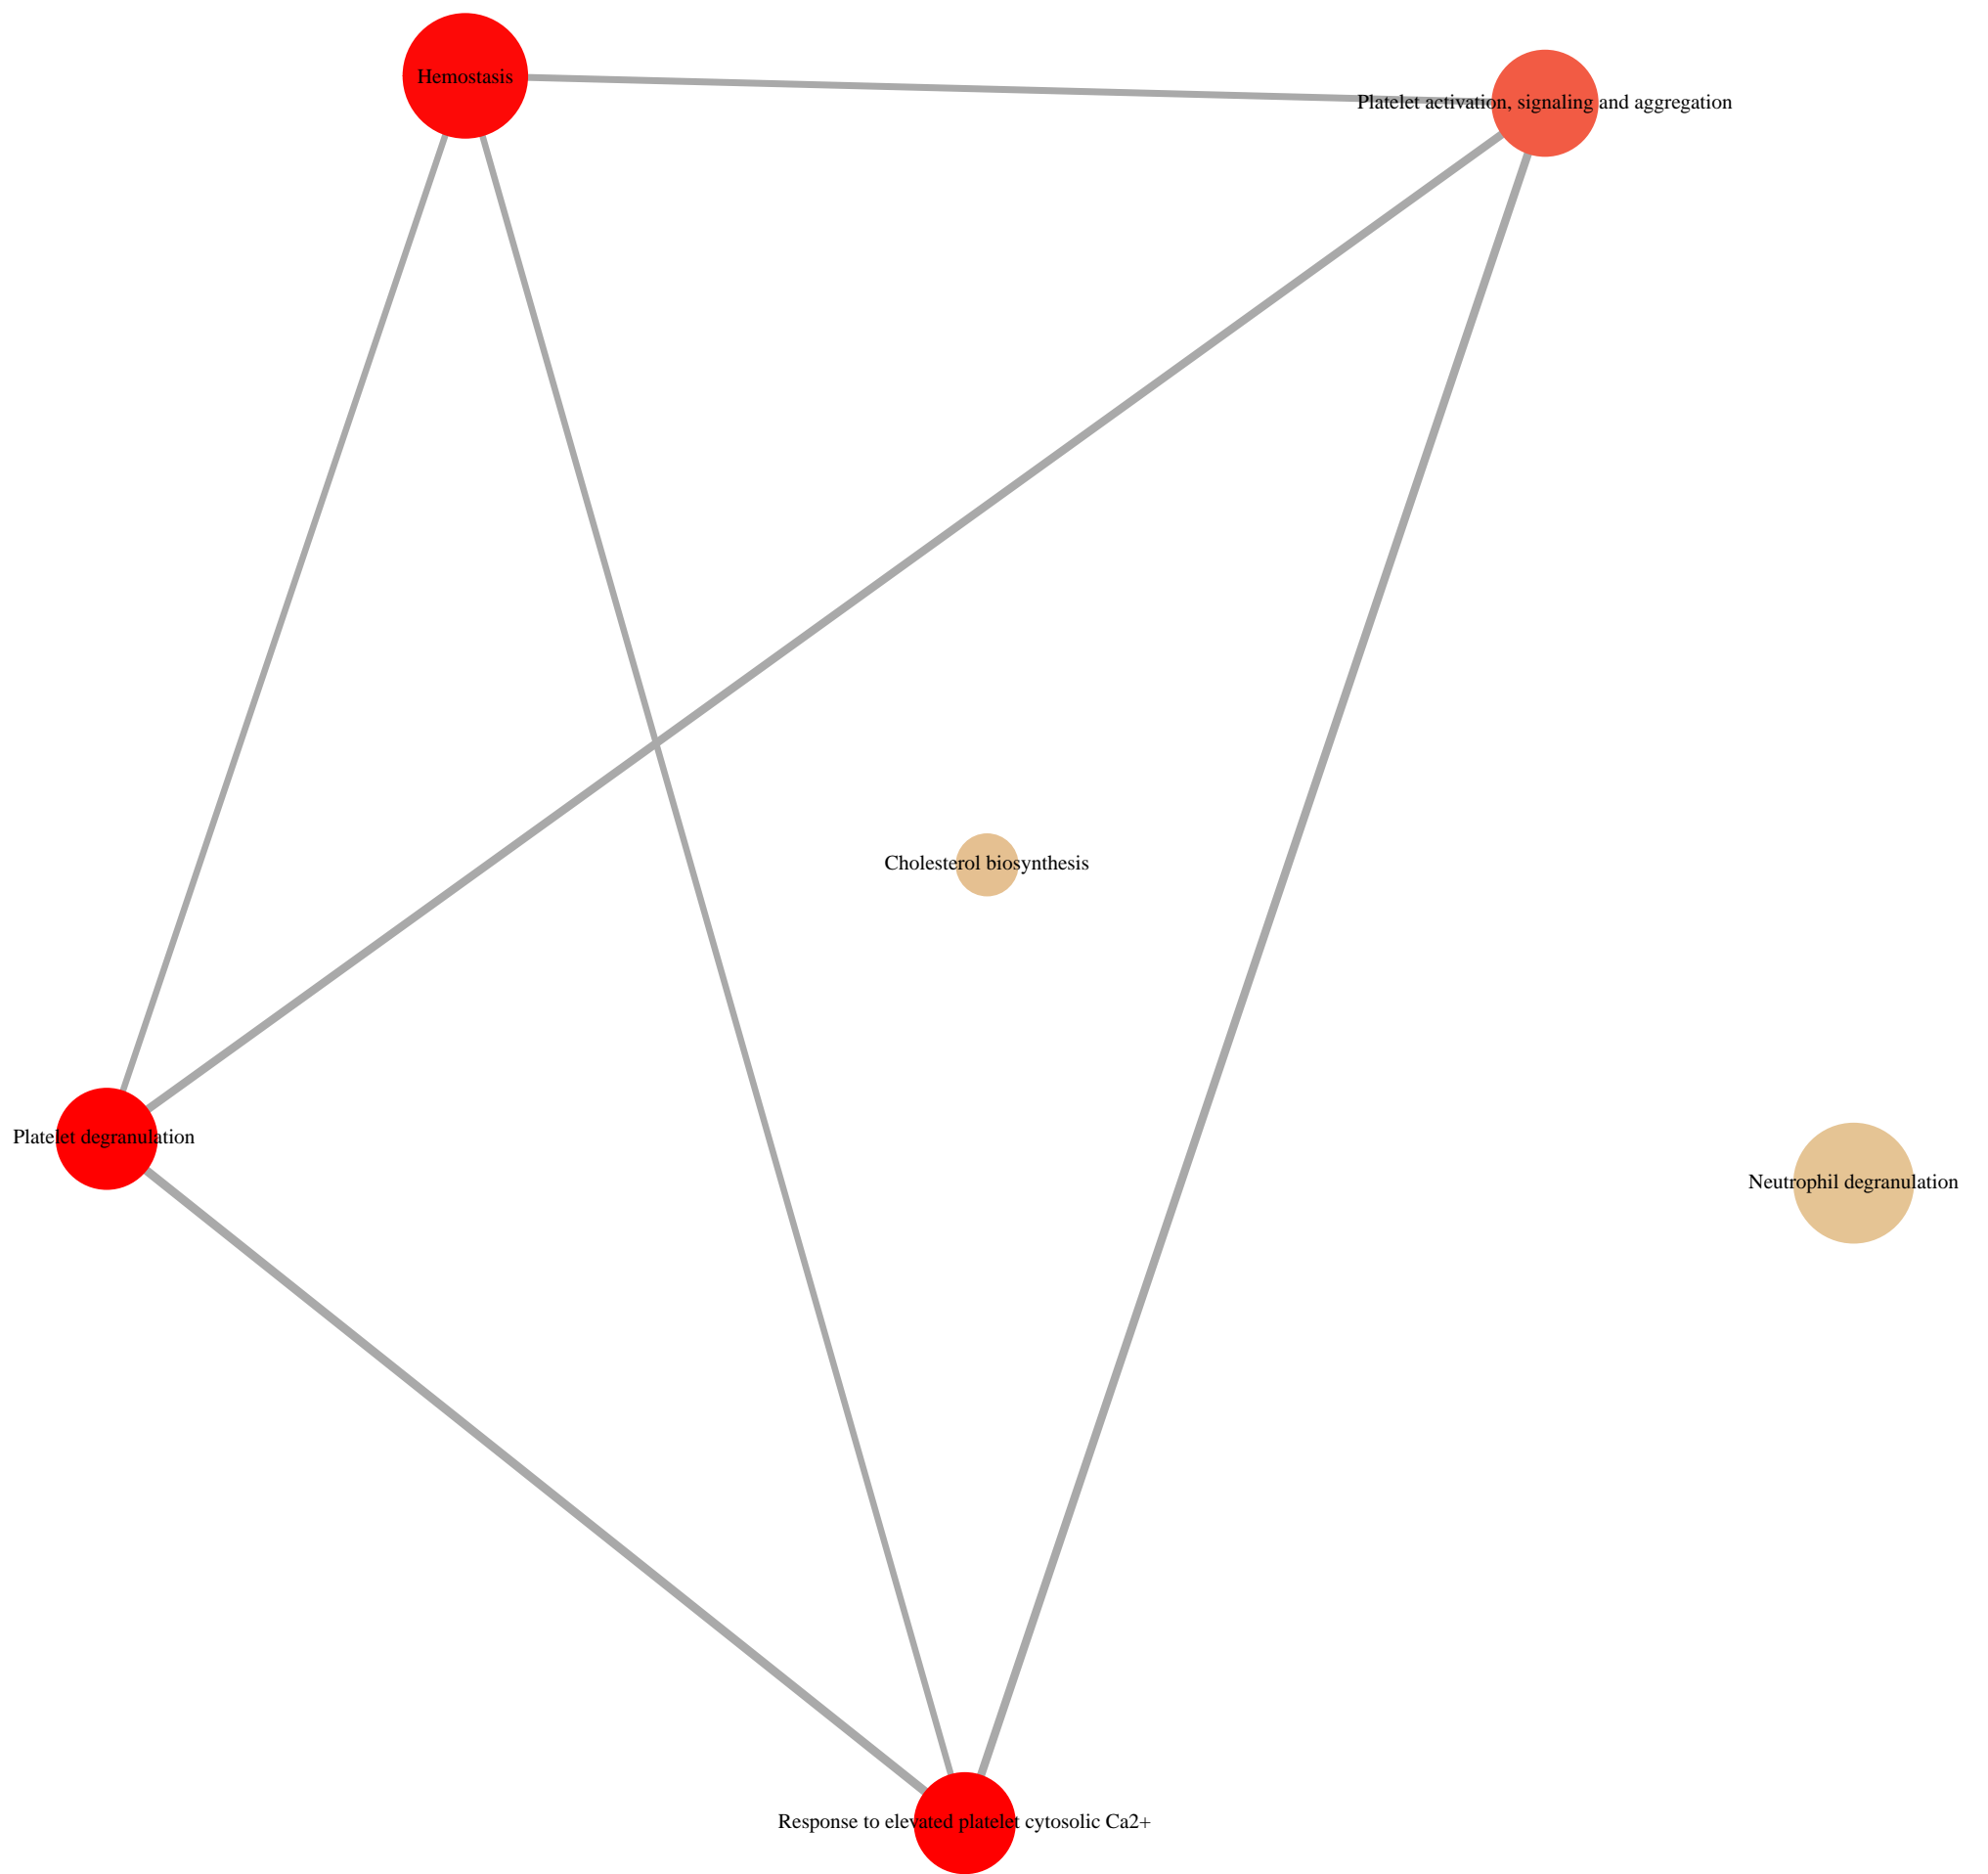 Hemostasis
Platelet activation, signaling and aggregation
Cholesterol biosynthesis
Platelet degranulation
Neutrophil degranulation
Response to elevated platelet cytosolic Ca2+